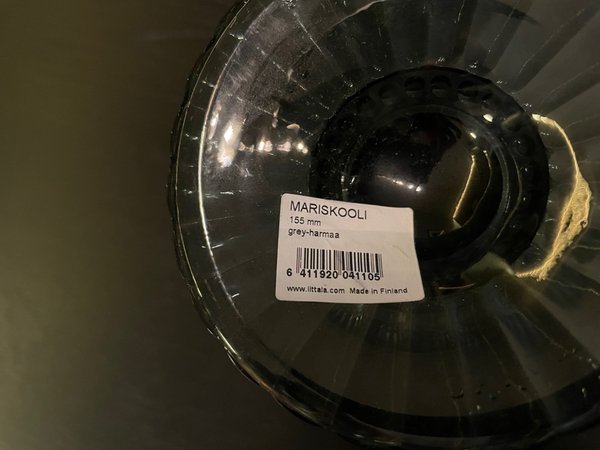 MARISKOOLI
155 mm
grey-harmaa
6 411920 041105
www.iittala.com Made in Finland